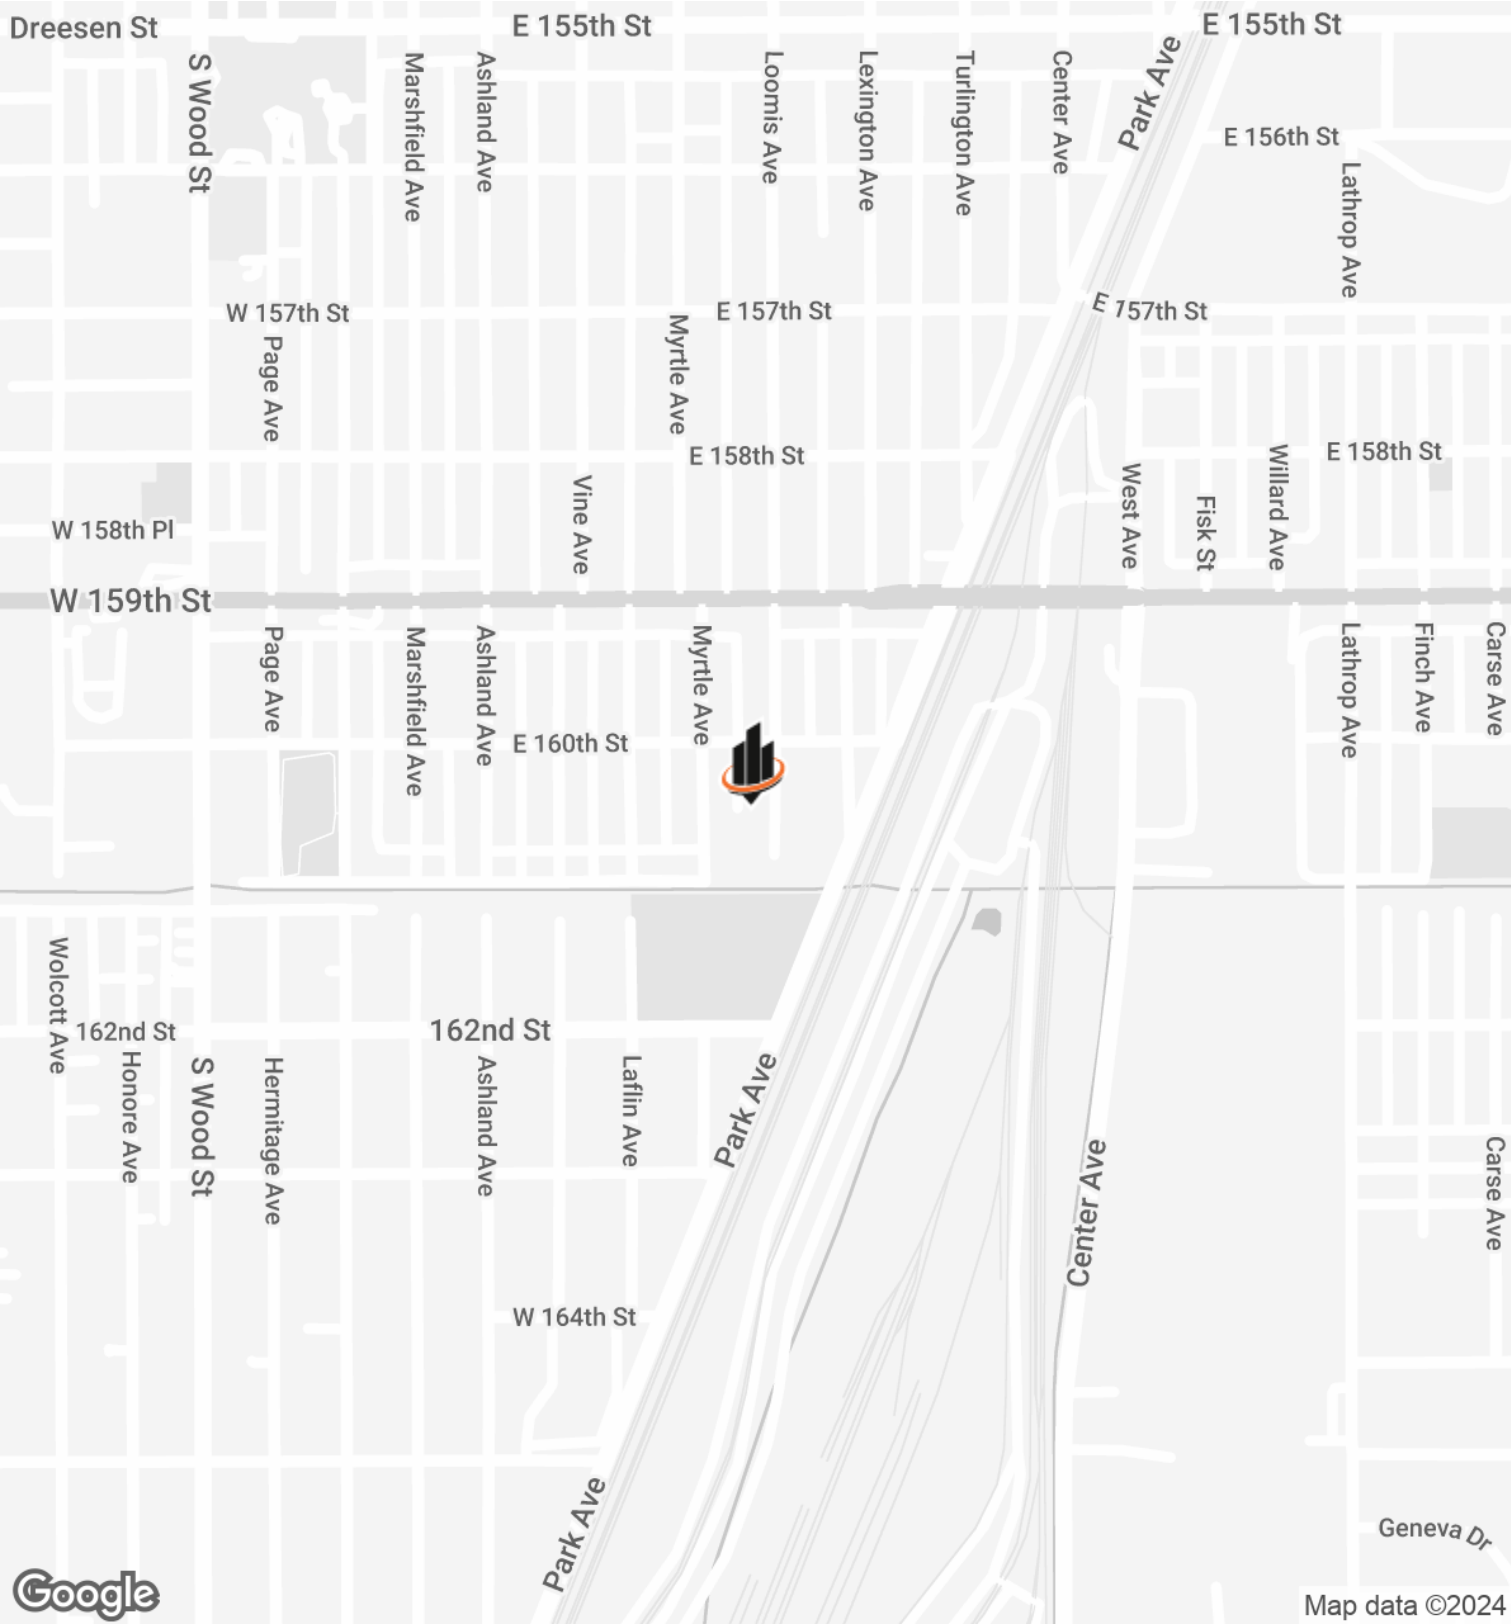 Dreesen St
E 155th St
E 155th St
S Wood St
Marshfield Ave
Ashland Ave
Loomis Ave
Lexington Ave
Turlington Ave
Center Ave
Park Ave
E 156th St
Lathrop Ave
W 157th St
E 157th St
E 157th St
Page Ave
Myrtle Ave
E 158th St
E 158th St
Vine Ave
West Ave
Fisk St
Willard Ave
W 158th Pl
W 159th St
Page Ave
Marshfield Ave
Ashland Ave
Myrtle Ave
Lathrop Ave
Finch Ave
Carse Ave
E 160th St
Wolcott Ave
162nd St
162nd St
Honore Ave
S Wood St
Hermitage Ave
Ashland Ave
Laflin Ave
Park Ave
Center Ave
Carse Ave
W 164th St
Park Ave
Geneva Dr
Google
Map data ©2024